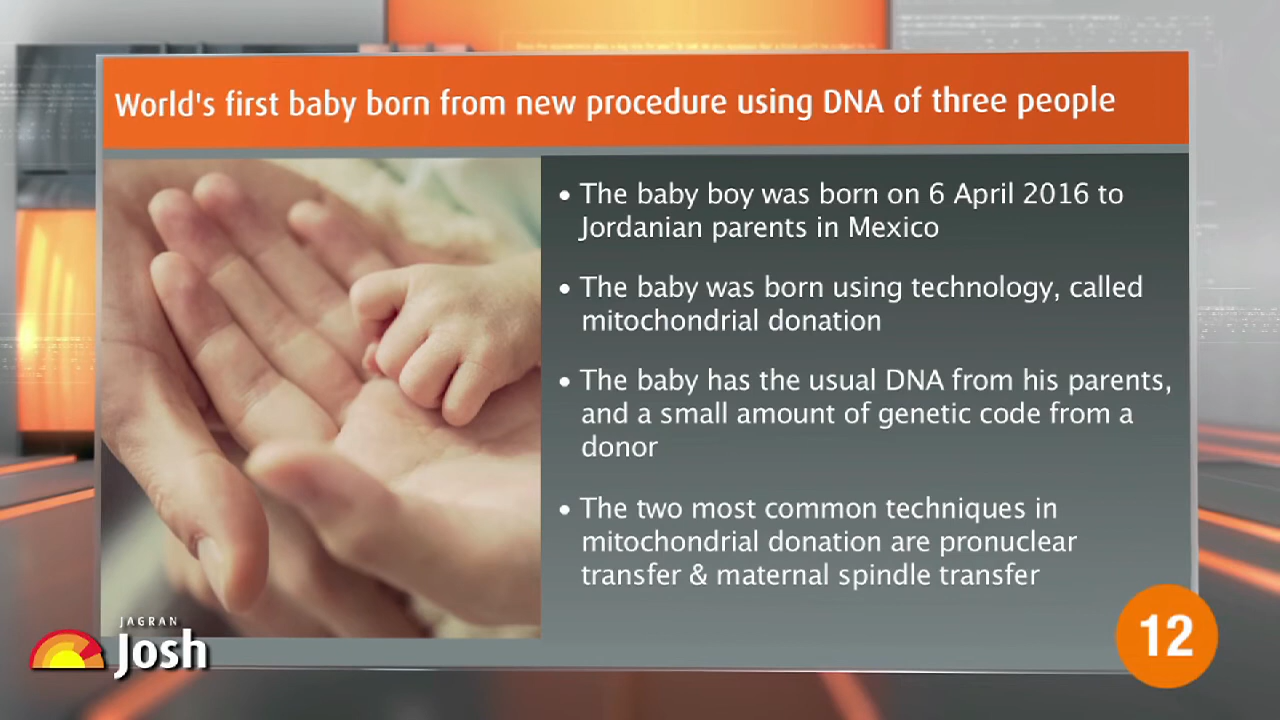 World's first baby born from new procedure using DNA of three people
• The baby boy was born on 6 April 2016 to
Jordanian parents in Mexico
• The baby was born using technology, called
mitochondrial donation
• The baby has the usual DNA from his parents,
and a small amount of genetic code from a
donor
• The two most common techniques in
mitochondrial donation are pronuclear
transfer & maternal spindle transfer
JAGRAN
Josh
12